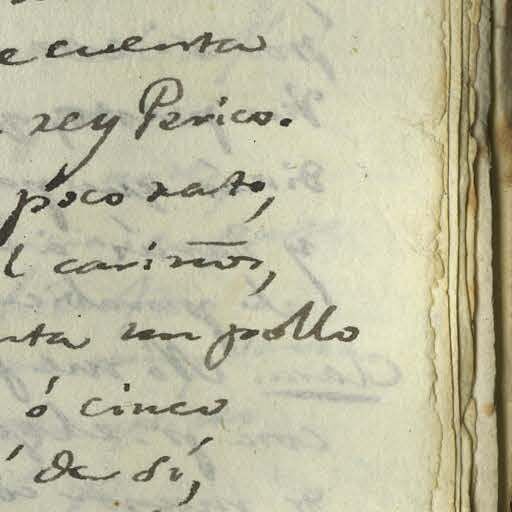 e cuenta
rey Perico.
poco rato,
l cariños,
nta un pollo
ó cinco
de sí,